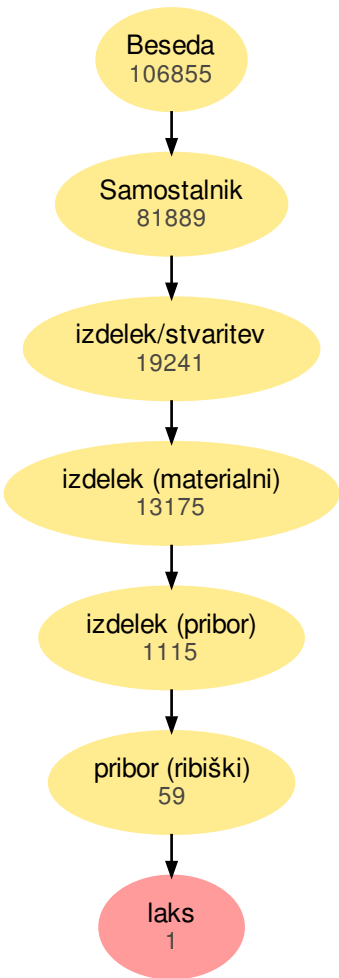 Beseda
106855
Samostalnik
81889
izdelek/stvaritev
19241
izdelek (materialni)
13175
izdelek (pribor)
1115
pribor (ribiški)
59
laks
1